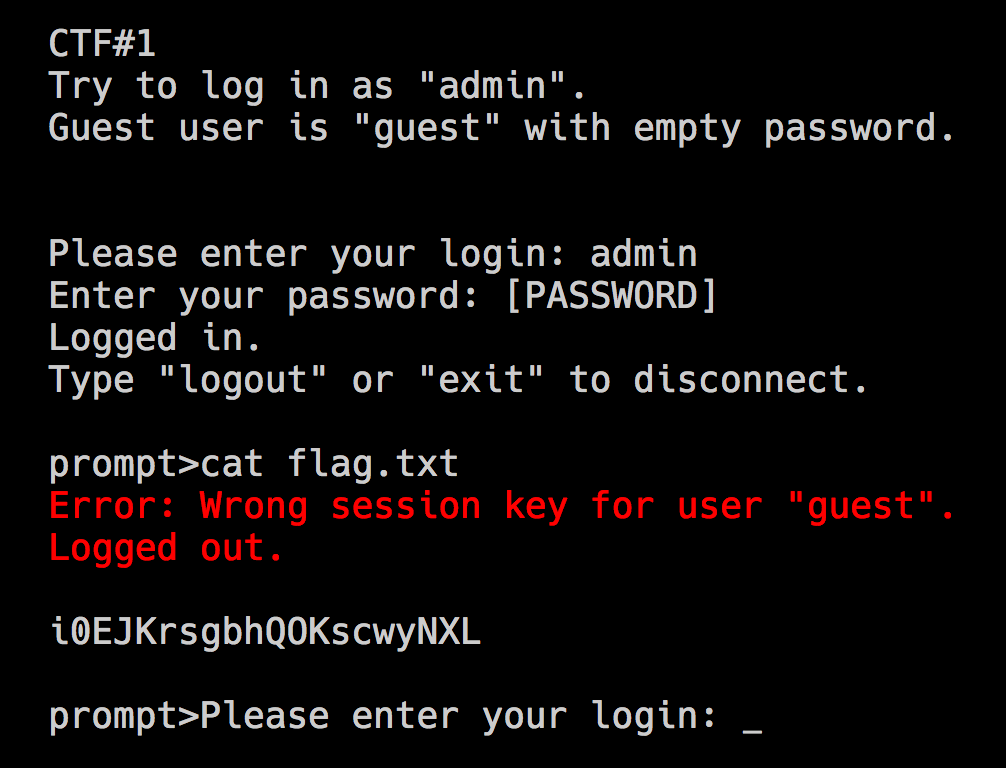 CTF#1
Try to log in as "admin".
Guest user is "guest" with empty password.
Please enter your login: admin
Enter your password: [PASSWORD]
Logged in.
Type "logout" or "exit" to disconnect.
prompt>cat flag.txt
Error: Wrong session key for user "guest".
Logged out.
i0EJKrsgbhQOKscwyNXL
prompt>Please enter your login: _